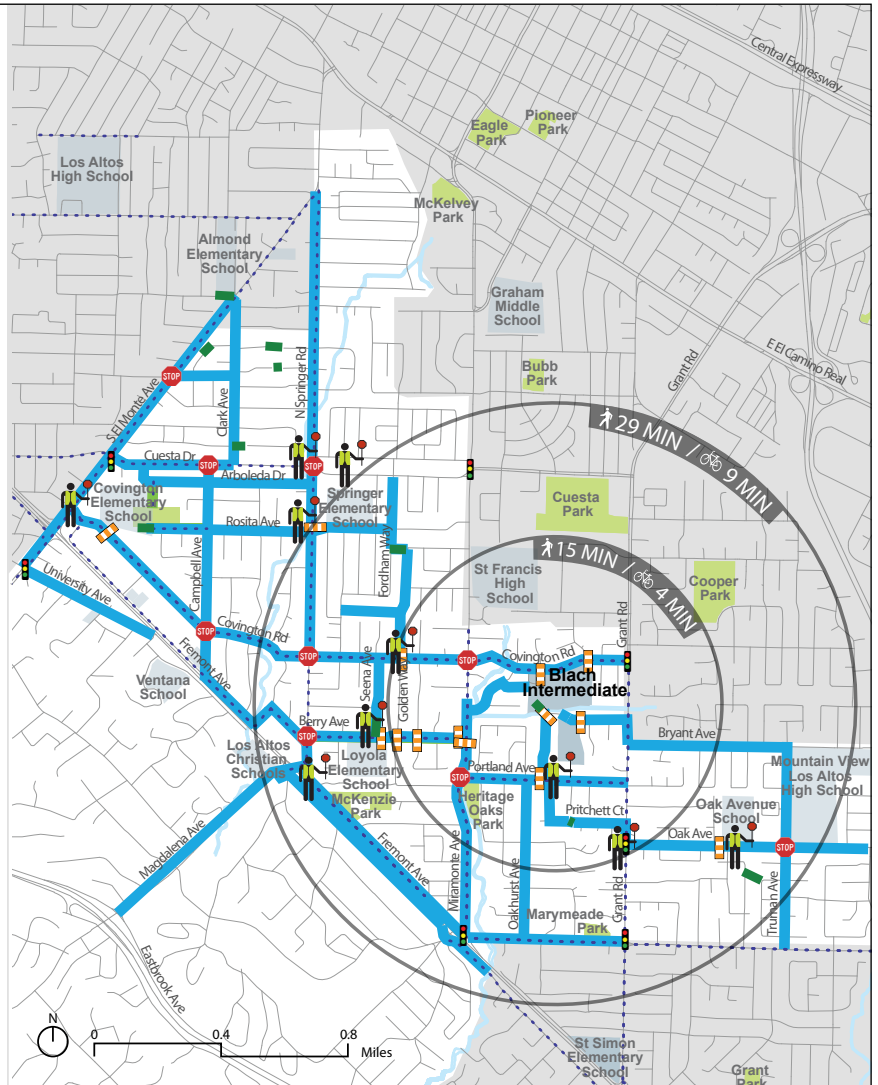 Central Expressway
Eagle
Park
Pioneer
Park
Los Altos
High School
McKelvey
Park
Almond
Elementary
School
Graham
Middle
School
Grant Rd
E El Camino Real
N Springer Rd
Bubb
Park
STOP
S El Monte Ave
Clark Ave
29 MIN / 9 MIN
Cuesta Dr
STOP
STOP
Arboleda Dr
Covington
Elementary
School
Springer
Elementary
School
Cuesta
Park
Rosita Ave
Fordham Way
15 MIN / 4 MIN
St Francis
High
School
Cooper
Park
University Ave
Campbell Ave
Grant Rd
STOP
Covington Rd
STOP
STOP
Covington Rd
Fremont Ave
Seena Ave
Golden Way
Blach
Intermediate
Ventana
School
Berry Ave
STOP
Bryant Ave
Los Altos
Christian
Schools
Loyola
Elementary
School
McKenzie
Park
Portland Ave
STOP
Mountain View
Los Altos
High School
Heritage
Oaks
Park
Pritchett Ct
Oak Avenue
School
Oak Ave
STOP
Magdalena Ave
Fremont Ave
Miramonte Ave
Oakhurst Ave
Marymeade
Park
Grant Rd
Truman Ave
Eastbrook Ave
N
0
0.4
0.8
Miles
St Simon
Elementary
School
Grant
Park